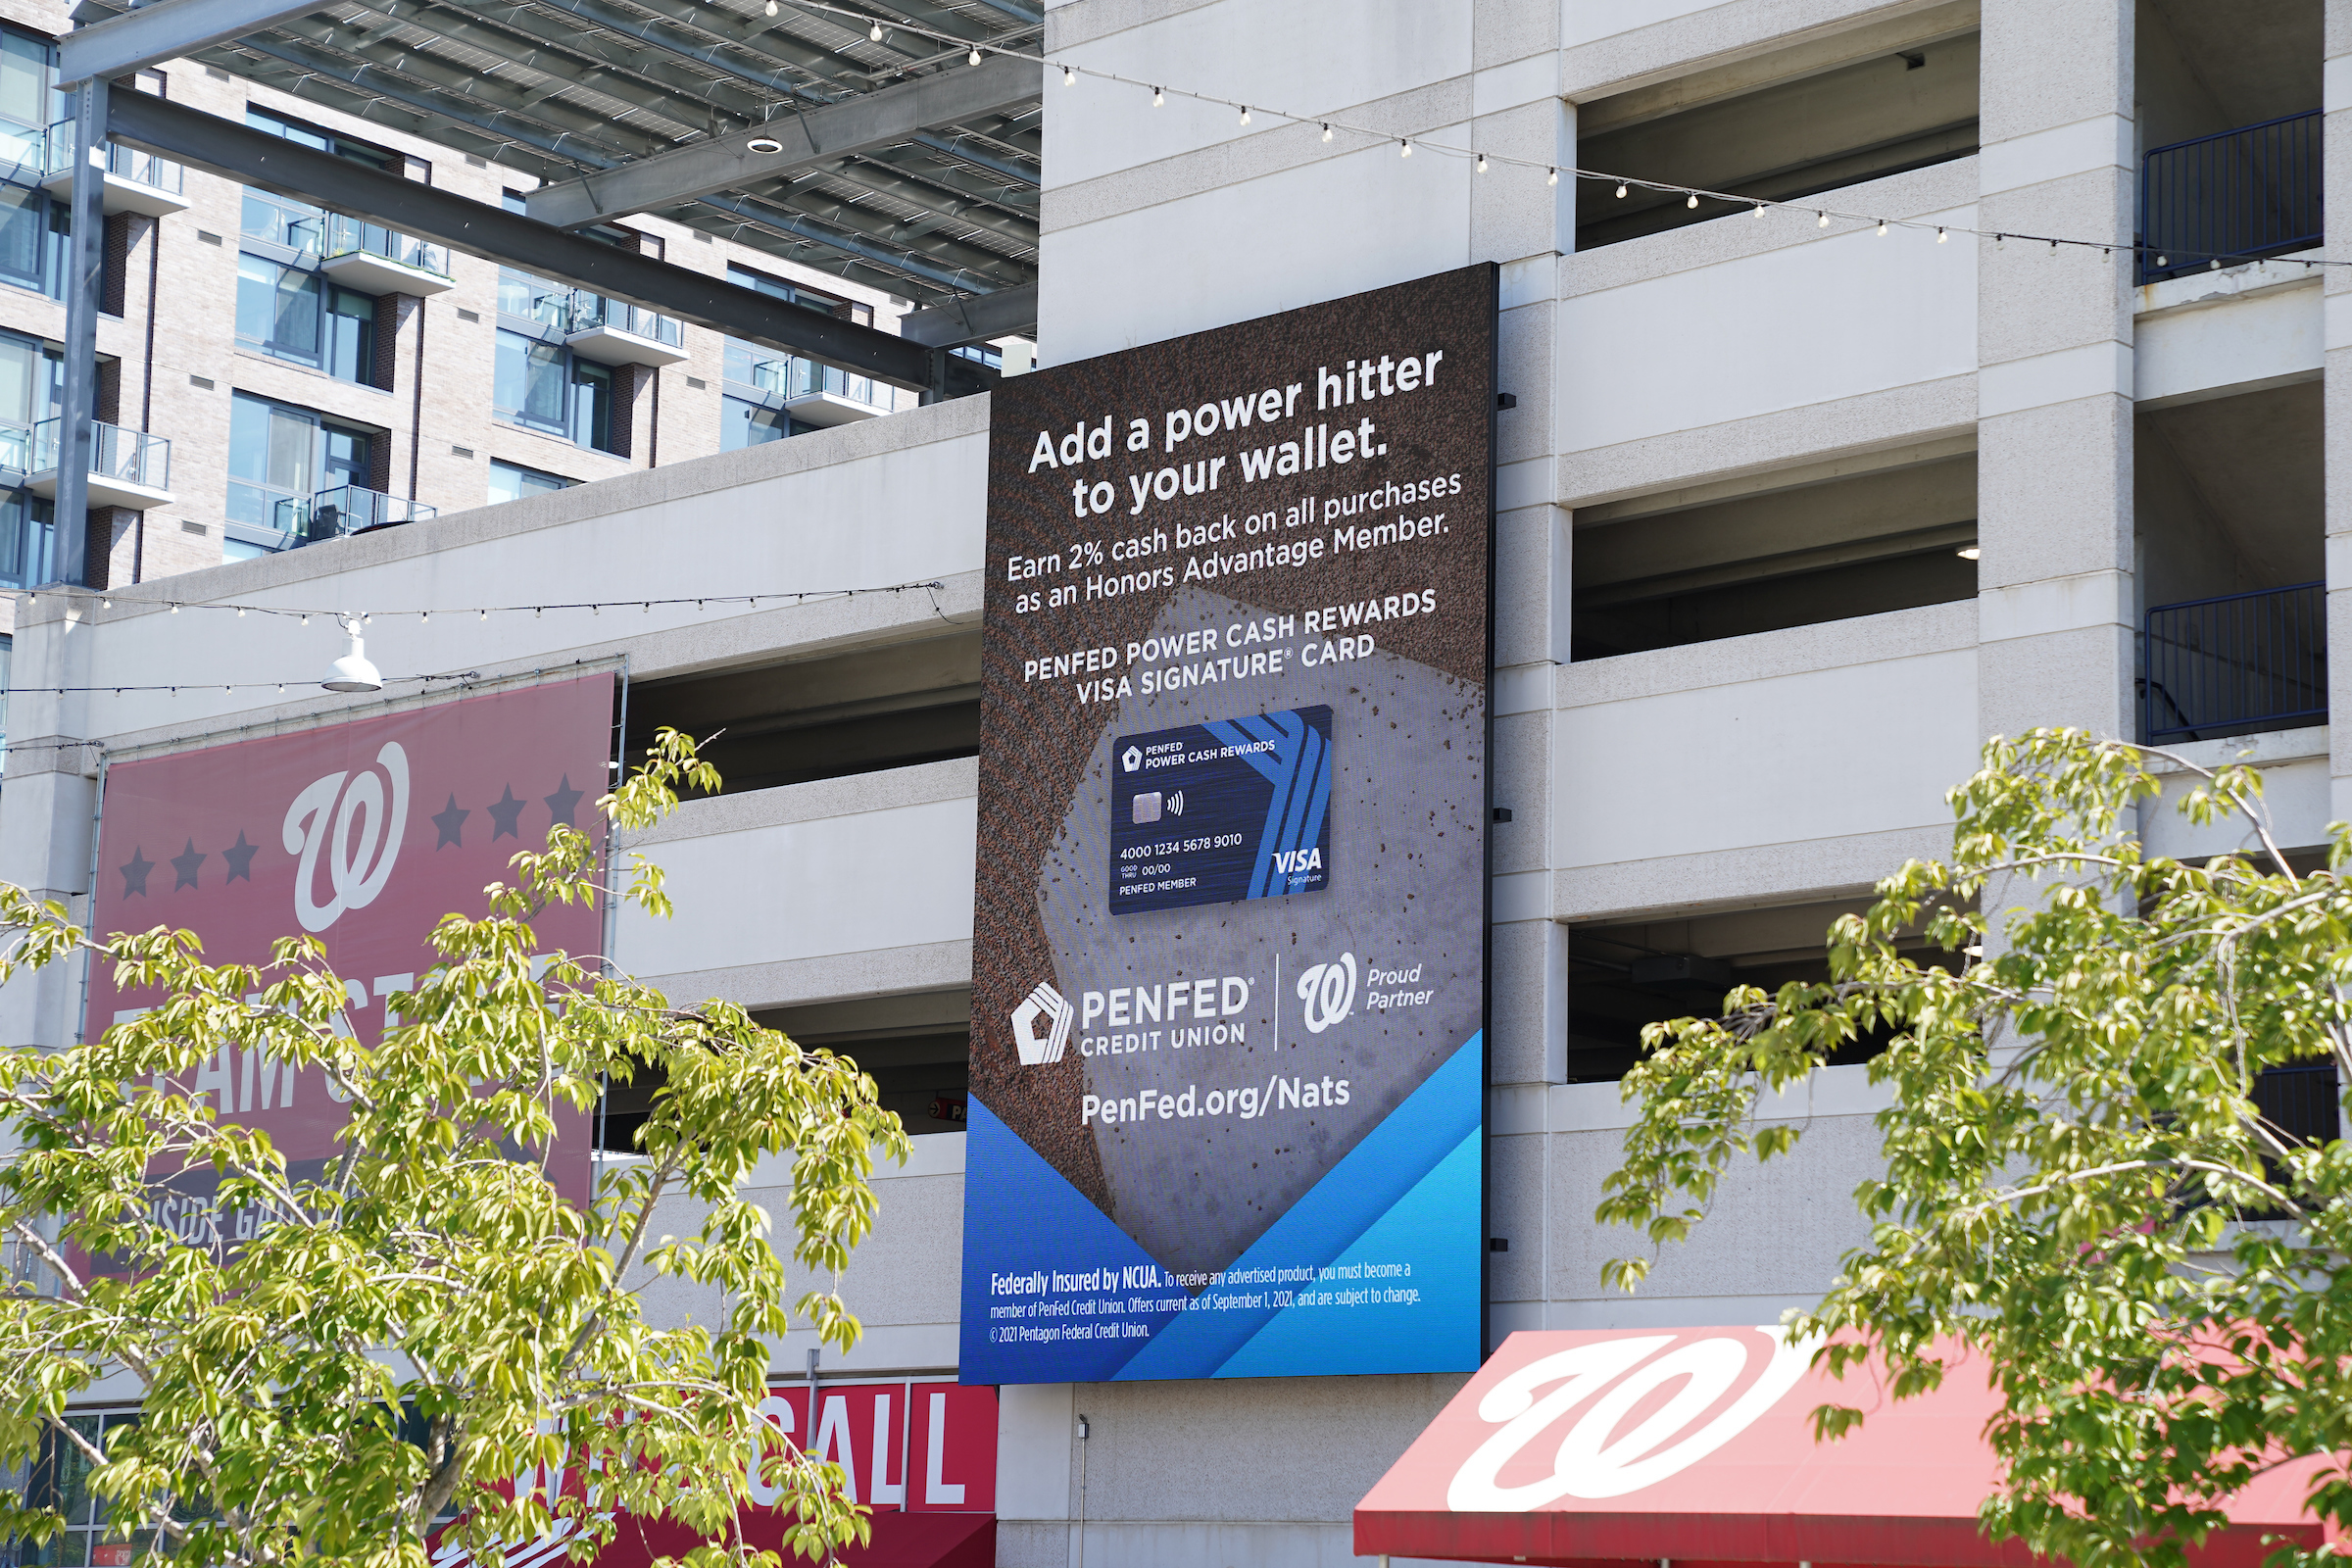 Add a power hitter
to your wallet.
Earn 2% cash back on all purchases
as an Honors Advantage Member.
PENFED POWER CASH REWARDS
VISA SIGNATURE® CARD
PENFED
POWER CASH REWARDS
4000 1234 5678 9010
GOOD
THRU 00/00
PENFED MEMBER
VISA
Signature
PENFED®
CREDIT UNION
W
Proud
Partner
PenFed.org/Nats
Federally Insured by NCUA. To receive any advertised product, you must become a
member of PenFed Credit Union. Offers current as of September 1, 2021, and are subject to change.
© 2021 Pentagon Federal Credit Union.
W
CALL
W